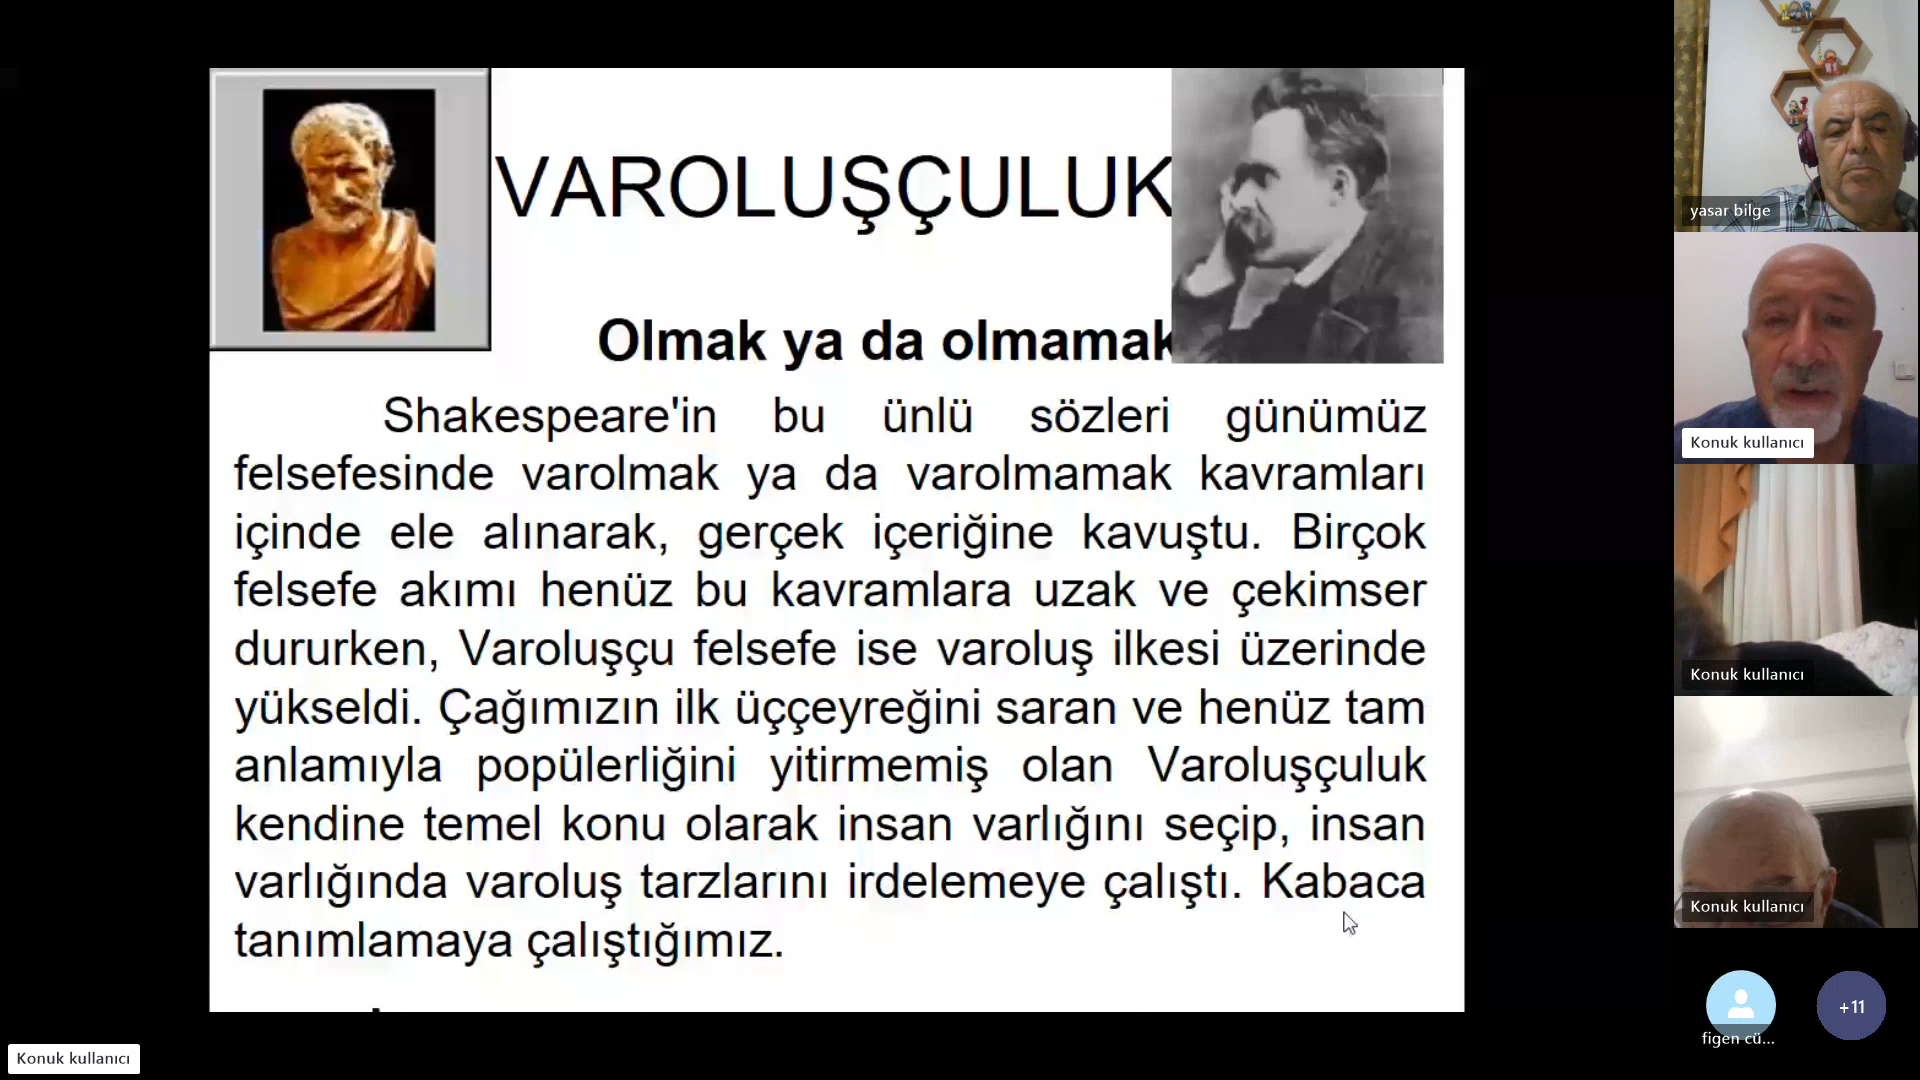 VAROLUŞÇULUK
Olmak ya da olmamak
Shakespeare'in bu ünlü sözleri günümüz
felsefesinde varolmak ya da varolmamak kavramları
içinde ele alınarak, gerçek içeriğine kavuştu. Birçok
felsefe akımı henüz bu kavramlara uzak ve çekimser
dururken, Varoluşçu felsefe ise varoluş ilkesi üzerinde
yükseldi. Çağımızın ilk üççeyreğini saran ve henüz tam
anlamıyla popülerliğini yitirmemiş olan Varoluşçuluk
kendine temel konu olarak insan varlığını seçip, insan
varlığında varoluş tarzlarını irdelemeye çalıştı. Kabaca
tanımlamaya çalıştığımız.
yasar bilge
Konuk kullanıcı
Konuk kullanıcı
Konuk kullanıcı
figen cü...
+11
Konuk kullanıcı